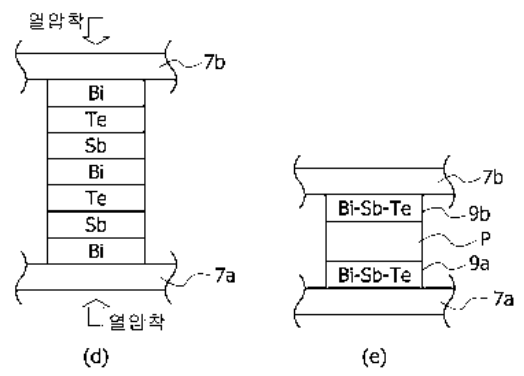 열압착
7b
Bi
Te
Sb
Bi
Te
Sb
Bi
7a
열압착
(d)
7b
Bi-Sb-Te
9b
P
Bi-Sb-Te
9a
7a
(e)